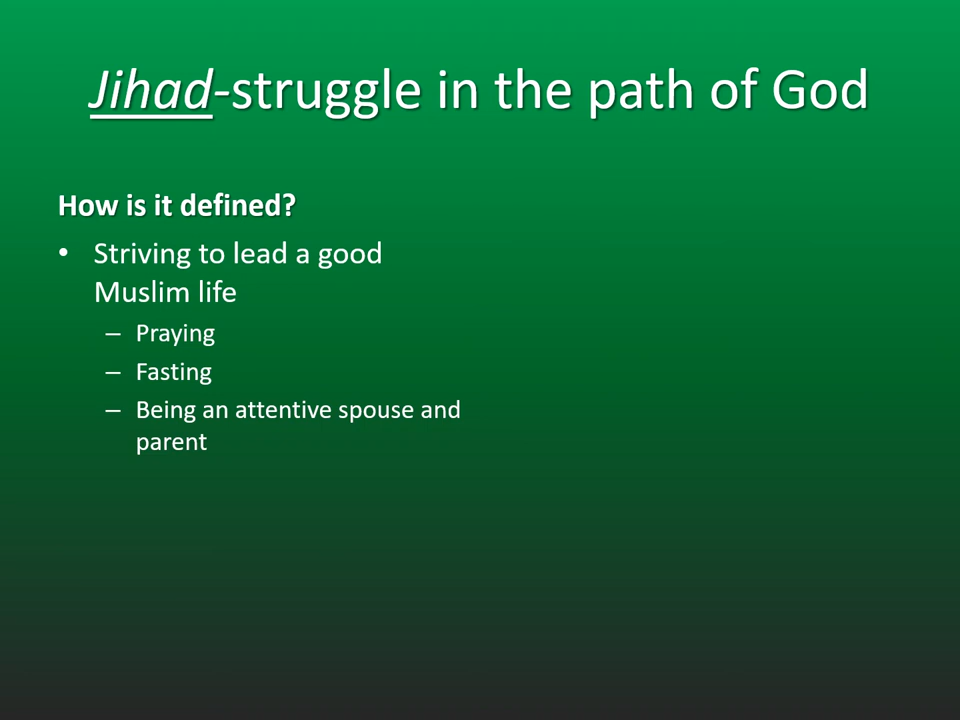 Jihad-struggle in the path of God
How is it defined?
• Striving to lead a good
Muslim life
– Praying
– Fasting
– Being an attentive spouse and
parent